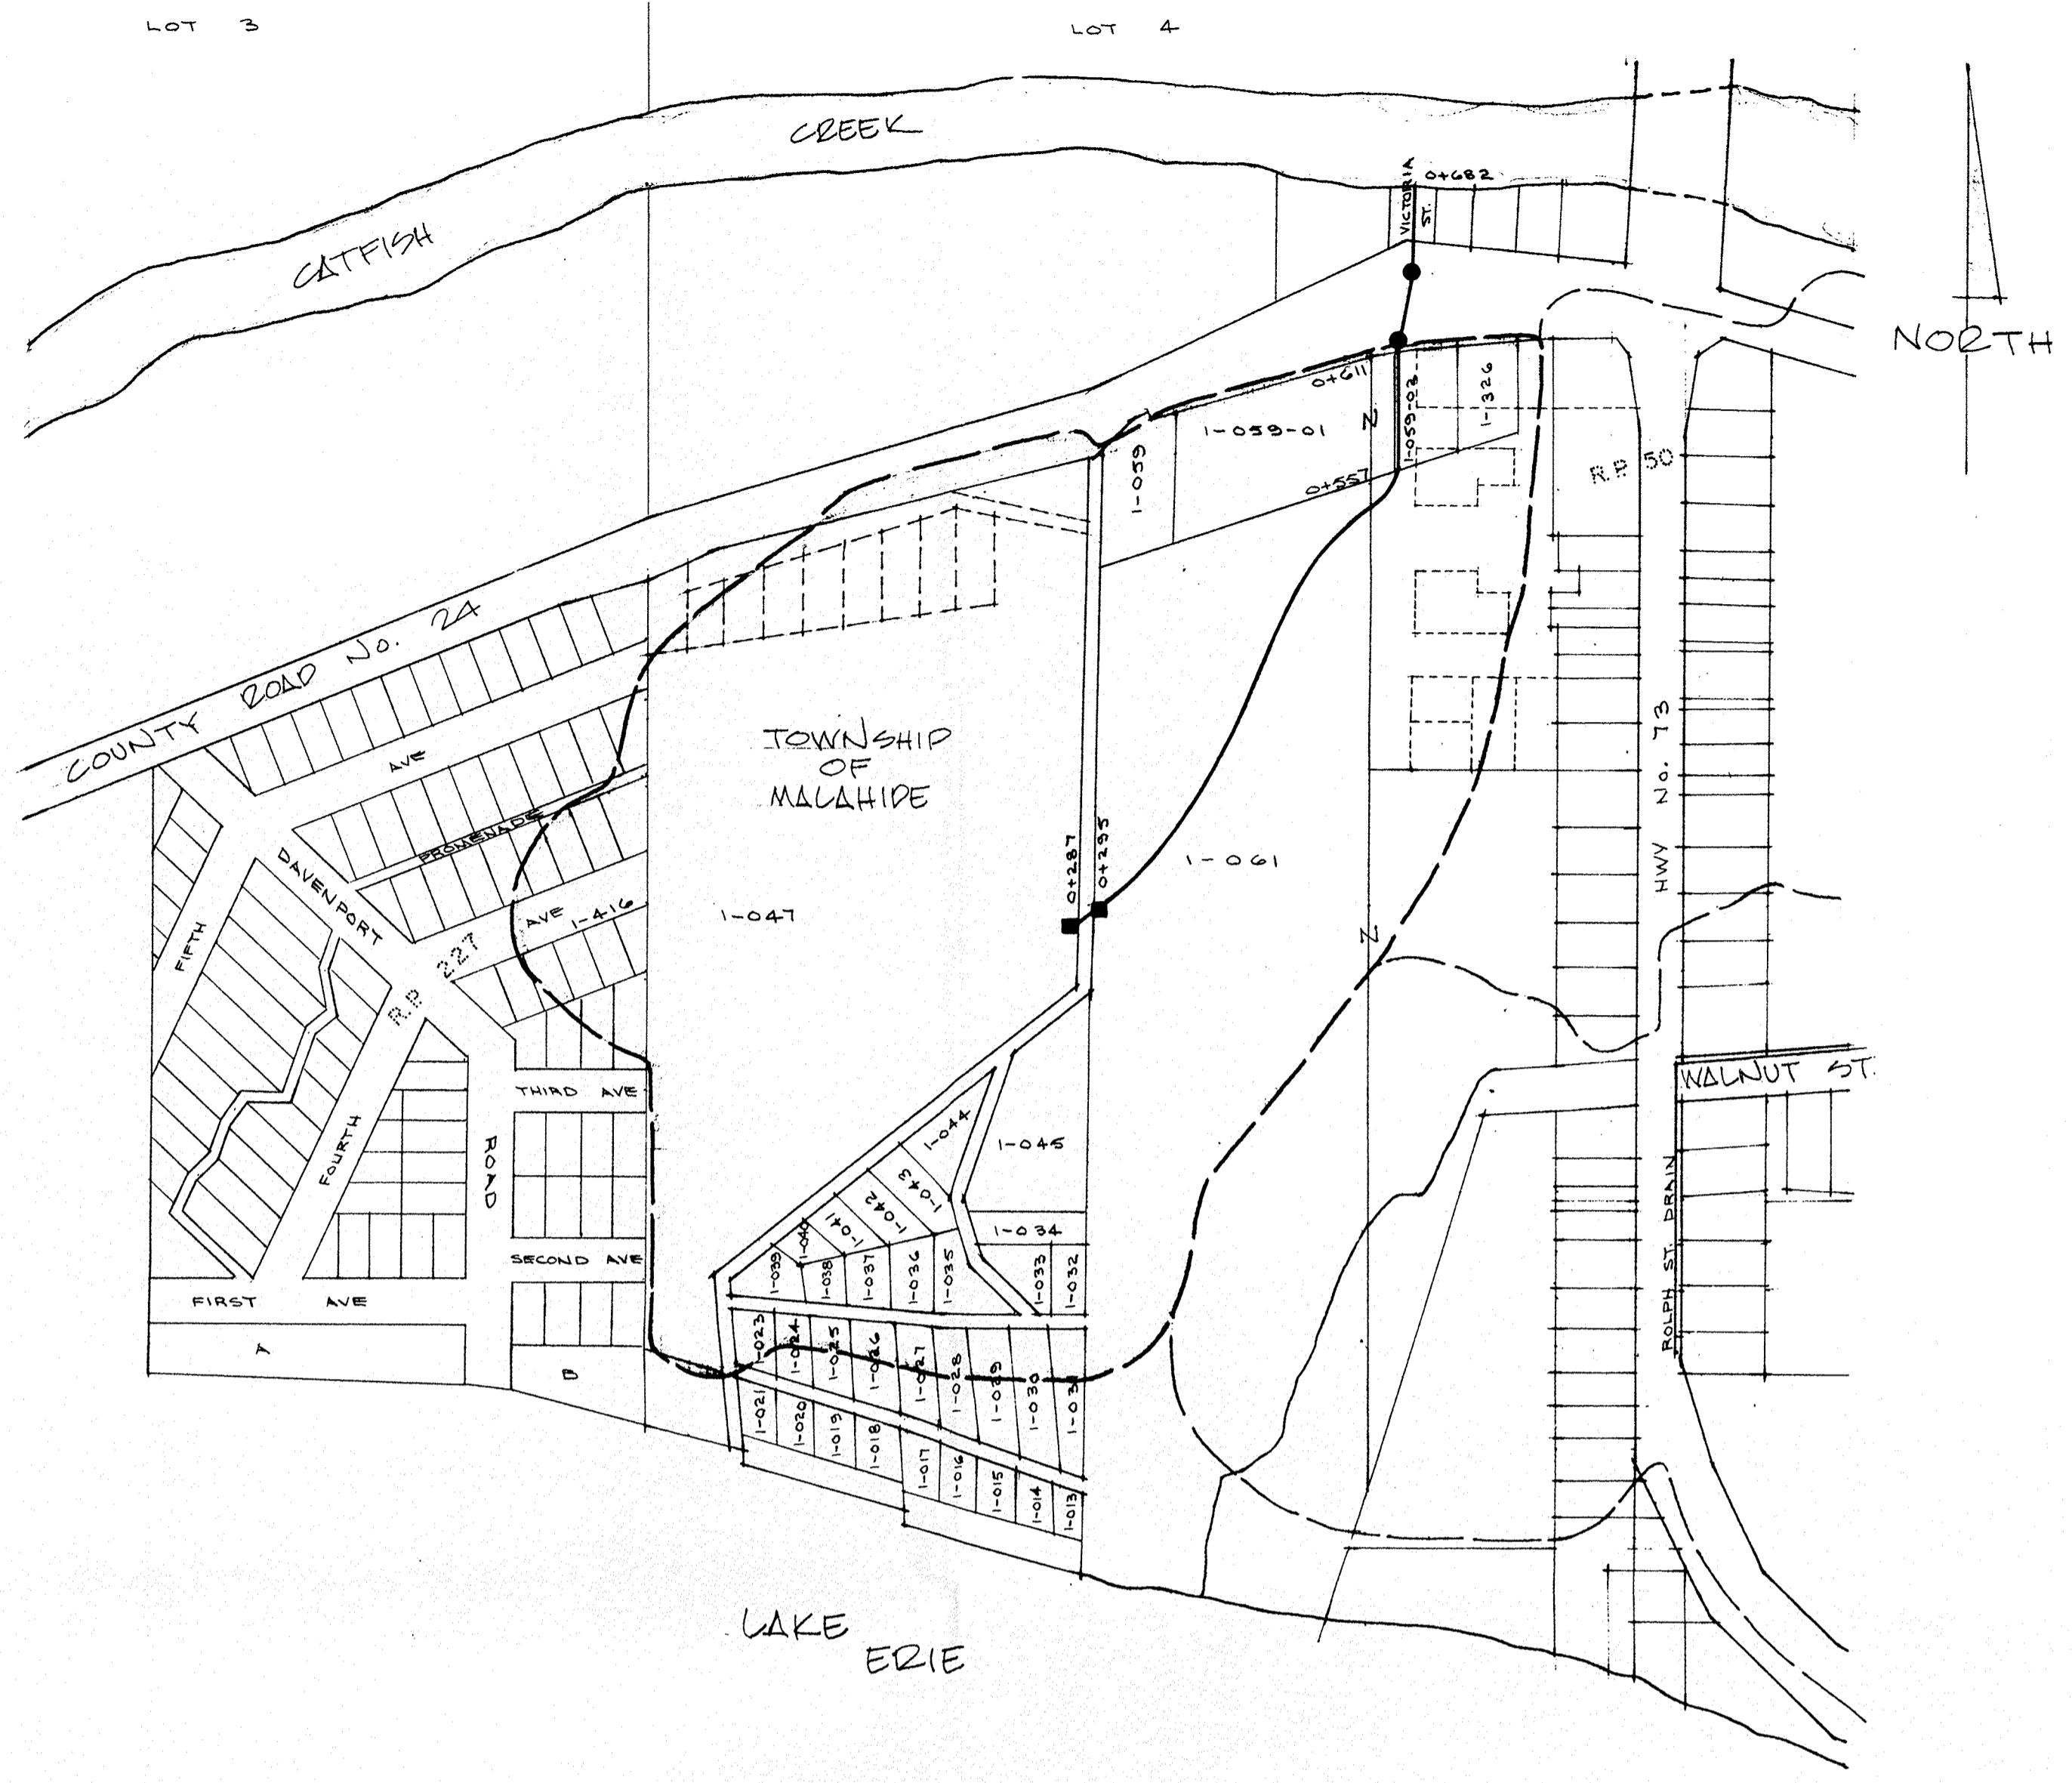 LOT 3
LOT 4
CREEK
CATFISH
VICTORIA
ST.
0+682
NORTH
0+611
N
1-059-02
1-326
1-059-01
1-059
0+557
R.P. 50
COUNTY ROAD No. 24
AVE
PROMENADE
TOWNSHIP
OF
MALAHIDE
HWY No. 73
0+287
0+295
1-061
1-047
N
DAVENPORT
ROAD
FIFTH
AVE
1-416
R.P. 227
FOURTH
THIRD AVE
SECOND AVE
FIRST AVE
A
B
WALNUT ST.
ROLPH ST. DRAIN
1-044
1-045
1-043
1-042
1-041
1-040
1-034
1-039
1-038
1-037
1-036
1-035
1-033
1-032
1-023
1-024
1-025
1-026
1-027
1-028
1-029
1-030
1-031
1-021
1-020
1-019
1-018
1-017
1-016
1-015
1-014
1-013
LAKE
ERIE